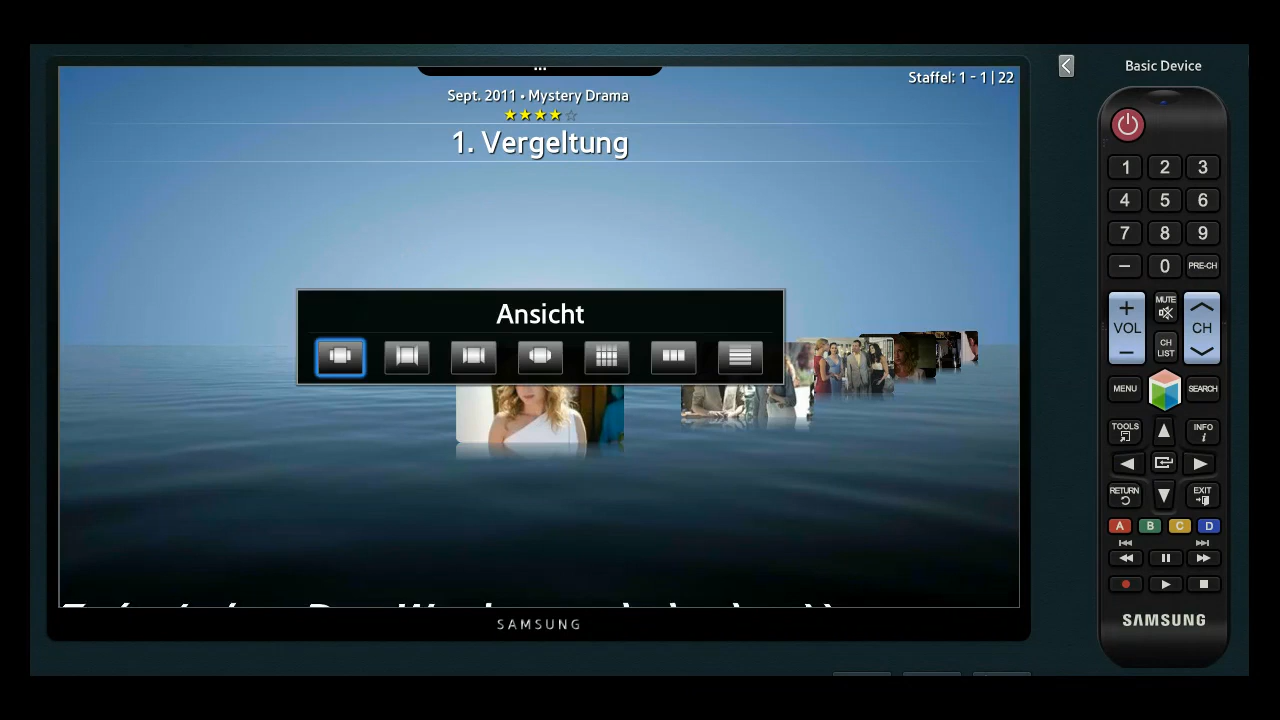 ...
Staffel: 1 - 1 | 22
Sept. 2011 • Mystery Drama
1. Vergeltung
Ansicht
SAMSUNG
Basic Device
1 2 3
4 5 6
7 8 9
– 0 PRE-CH
+ MUTE
VOL CH
– CH LIST
MENU SEARCH
TOOLS INFO
i
RETURN EXIT
A B C D
SAMSUNG